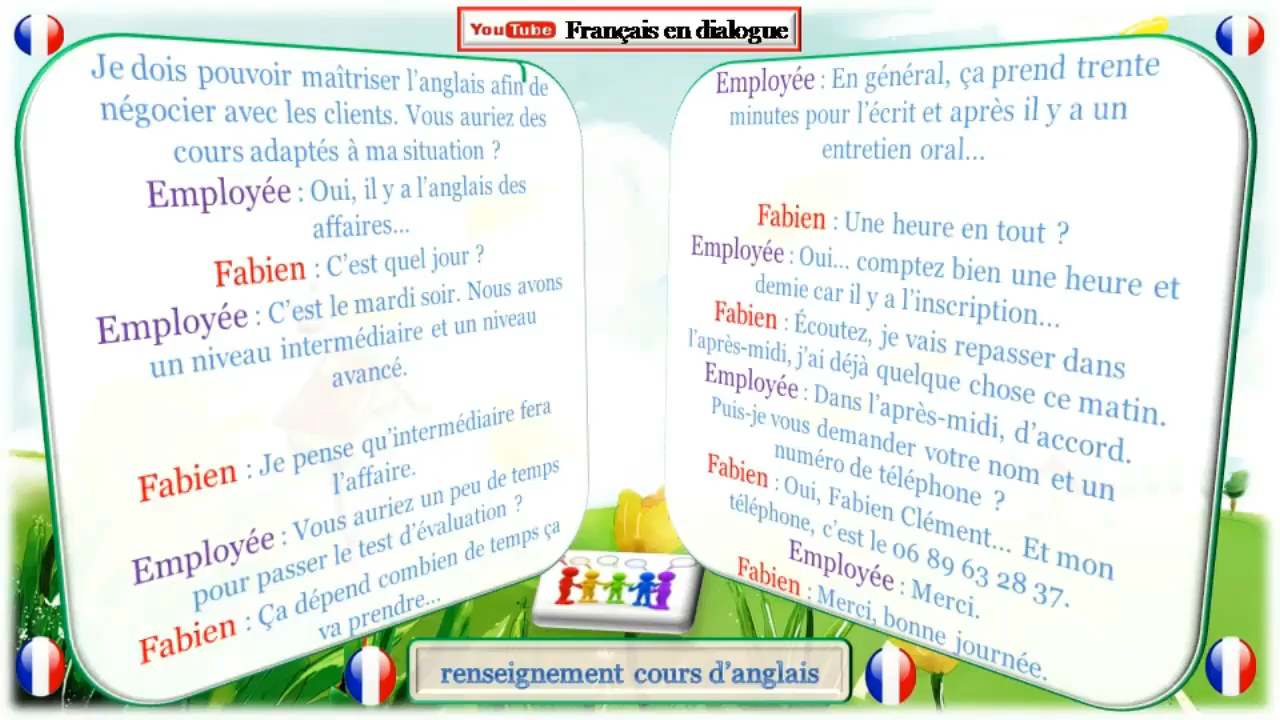 YouTube Français en dialogue
Je dois pouvoir maîtriser l'anglais afin de
négocier avec les clients. Vous auriez des
cours adaptés à ma situation ?
Employée : Oui, il y a l'anglais des
affaires...
Fabien : C'est quel jour ?
Employée : C'est le mardi soir. Nous avons
un niveau intermédiaire et un niveau
avancé.
Fabien : Je pense qu'intermédiaire fera
l'affaire.
Employée : Vous auriez un peu de temps
pour passer le test d'évaluation ?
Fabien : Ça dépend combien de temps ça
va prendre...
Employée : En général, ça prend trente
minutes pour l'écrit et après il y a un
entretien oral...
Fabien : Une heure en tout ?
Employée : Oui... comptez bien une heure et
demie car il y a l'inscription...
Fabien : Écoutez, je vais repasser dans
l'après-midi, j'ai déjà quelque chose ce matin.
Employée : Dans l'après-midi, d'accord.
Puis-je vous demander votre nom et un
numéro de téléphone ?
Fabien : Oui, Fabien Clément... Et mon
téléphone, c'est le 06 89 63 28 37.
Employée : Merci.
Fabien : Merci, bonne journée.
renseignement cours d'anglais